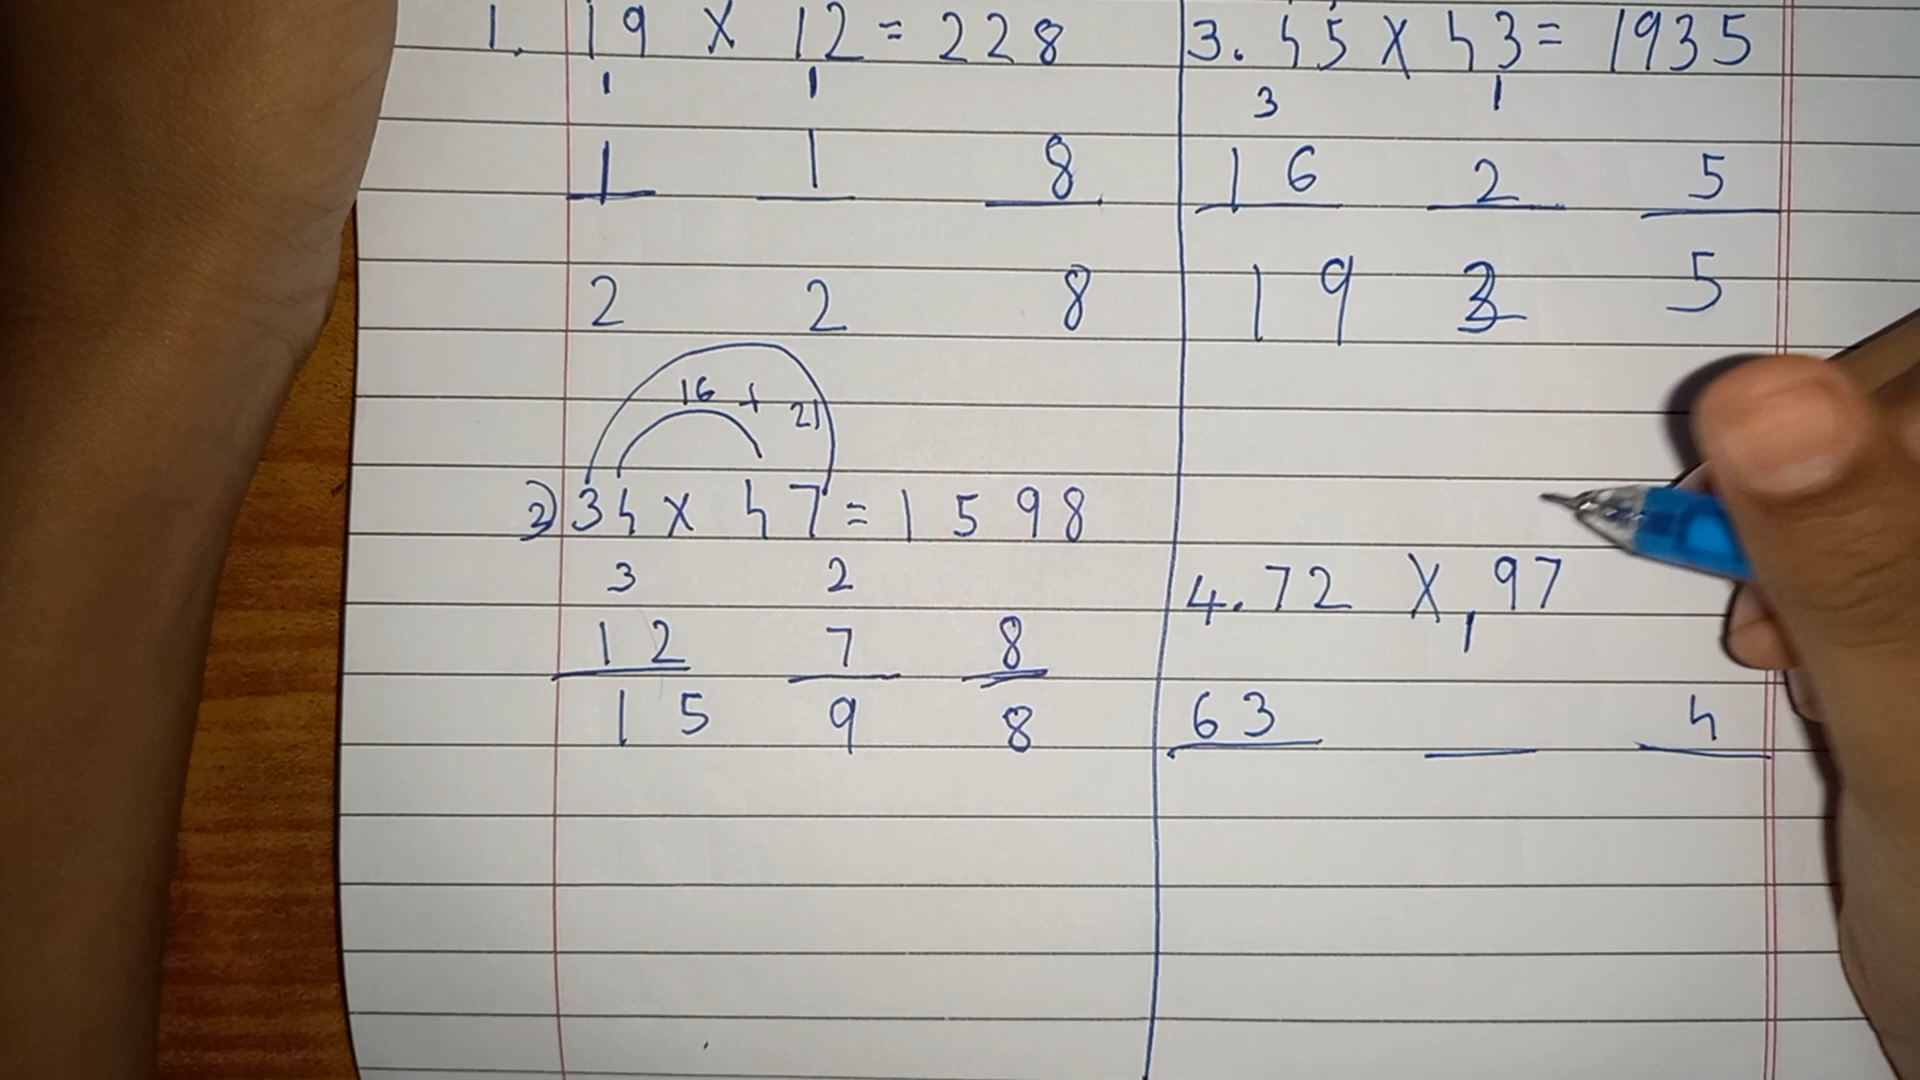 1. 19 X 12 = 228
1 1
1 1 8
2 2 8
16 + 21
2) 34 X 47 = 1598
3 2
12 7 8
15 9 8
3. 45 X 43 = 1935
3 1
16 2 5
19 3 5
4. 72 X 97
1
63 4